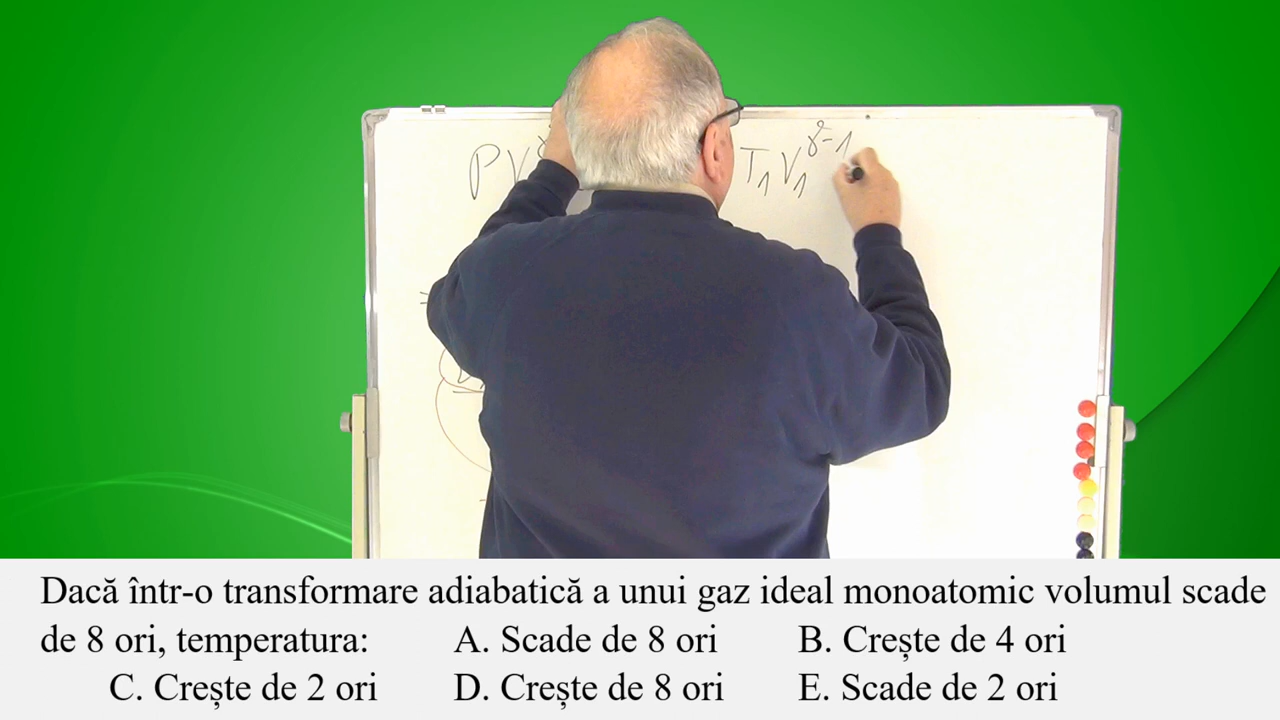 PV^γ T₁V₁^γ-1
Dacă într-o transformare adiabatică a unui gaz ideal monoatomic volumul scade
de 8 ori, temperatura: A. Scade de 8 ori B. Crește de 4 ori
C. Crește de 2 ori D. Crește de 8 ori E. Scade de 2 ori